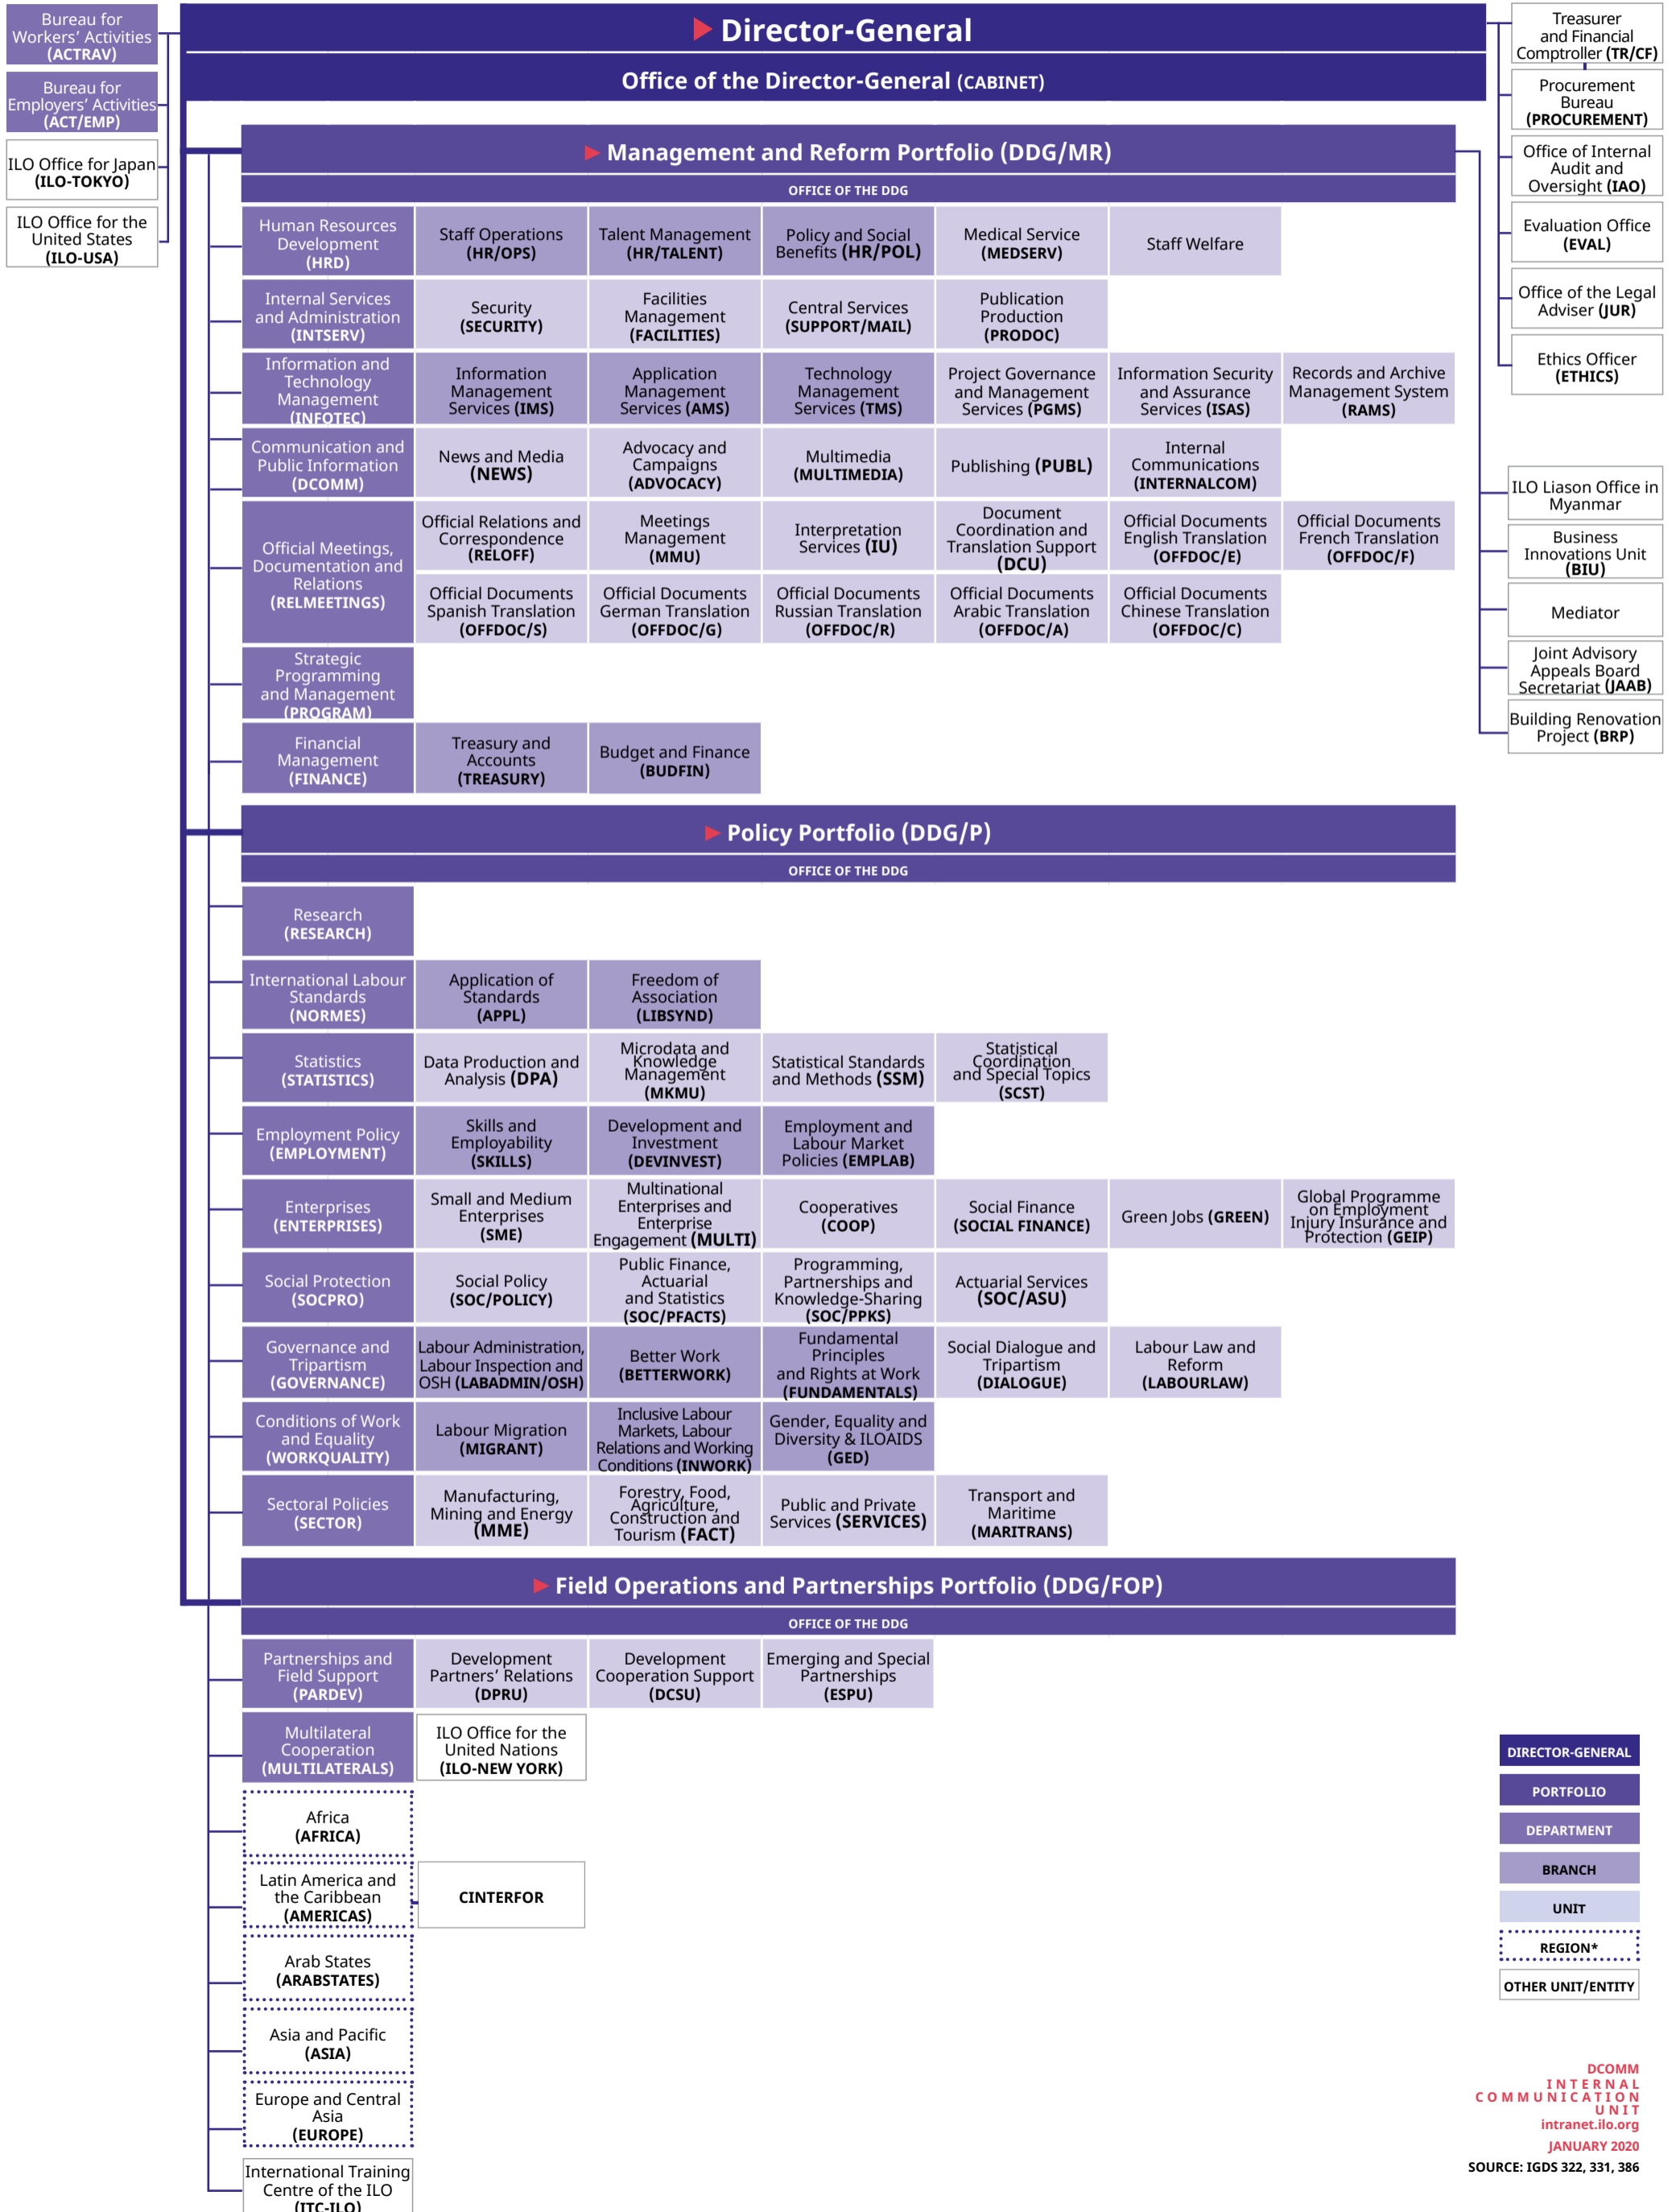 Bureau for
Workers’ Activities
(ACTRAV)
Bureau for
Employers’ Activities
(ACT/EMP)
ILO Office for Japan
(ILO-TOKYO)
ILO Office for the
United States
(ILO-USA)
Director-General
Office of the Director-General (CABINET)
Treasurer
and Financial
Comptroller (TR/CF)
Procurement
Bureau
(PROCUREMENT)
Office of Internal
Audit and
Oversight (IAO)
Evaluation Office
(EVAL)
Office of the Legal
Adviser (JUR)
Ethics Officer
(ETHICS)
Management and Reform Portfolio (DDG/MR)
OFFICE OF THE DDG
Human Resources
Development
(HRD)
Staff Operations
(HR/OPS)
Talent Management
(HR/TALENT)
Policy and Social
Benefits (HR/POL)
Medical Service
(MEDSERV)
Staff Welfare
Internal Services
and Administration
(INTSERV)
Security
(SECURITY)
Facilities
Management
(FACILITIES)
Central Services
(SUPPORT/MAIL)
Publication
Production
(PRODOC)
Information and
Technology
Management
(INFOTEC)
Information
Management
Services (IMS)
Application
Management
Services (AMS)
Technology
Management
Services (TMS)
Project Governance
and Management
Services (PGMS)
Information Security
and Assurance
Services (ISAS)
Records and Archive
Management System
(RAMS)
Communication and
Public Information
(DCOMM)
News and Media
(NEWS)
Advocacy and
Campaigns
(ADVOCACY)
Multimedia
(MULTIMEDIA)
Publishing (PUBL)
Internal
Communications
(INTERNALCOM)
Official Meetings,
Documentation and
Relations
(RELMEETINGS)
Official Relations and
Correspondence
(RELOFF)
Meetings
Management
(MMU)
Interpretation
Services (IU)
Document
Coordination and
Translation Support
(DCU)
Official Documents
English Translation
(OFFDOC/E)
Official Documents
French Translation
(OFFDOC/F)
Official Documents
Spanish Translation
(OFFDOC/S)
Official Documents
German Translation
(OFFDOC/G)
Official Documents
Russian Translation
(OFFDOC/R)
Official Documents
Arabic Translation
(OFFDOC/A)
Official Documents
Chinese Translation
(OFFDOC/C)
Strategic
Programming
and Management
(PROGRAM)
Financial
Management
(FINANCE)
Treasury and
Accounts
(TREASURY)
Budget and Finance
(BUDFIN)
ILO Liason Office in
Myanmar
Business
Innovations Unit
(BIU)
Mediator
Joint Advisory
Appeals Board
Secretariat (JAAB)
Building Renovation
Project (BRP)
Policy Portfolio (DDG/P)
OFFICE OF THE DDG
Research
(RESEARCH)
International Labour
Standards
(NORMES)
Application of
Standards
(APPL)
Freedom of
Association
(LIBSYND)
Statistics
(STATISTICS)
Data Production and
Analysis (DPA)
Microdata and
Knowledge
Management
(MKMU)
Statistical Standards
and Methods (SSM)
Statistical
Coordination
and Special Topics
(SCST)
Employment Policy
(EMPLOYMENT)
Skills and
Employability
(SKILLS)
Development and
Investment
(DEVINVEST)
Employment and
Labour Market
Policies (EMPLAB)
Enterprises
(ENTERPRISES)
Small and Medium
Enterprises
(SME)
Multinational
Enterprises and
Enterprise
Engagement (MULTI)
Cooperatives
(COOP)
Social Finance
(SOCIAL FINANCE)
Green Jobs (GREEN)
Global Programme
on Employment
Injury Insurance and
Protection (GEIP)
Social Protection
(SOCPRO)
Social Policy
(SOC/POLICY)
Public Finance,
Actuarial
and Statistics
(SOC/PFACTS)
Programming,
Partnerships and
Knowledge-Sharing
(SOC/PPKS)
Actuarial Services
(SOC/ASU)
Governance and
Tripartism
(GOVERNANCE)
Labour Administration,
Labour Inspection and
OSH (LABADMIN/OSH)
Better Work
(BETTERWORK)
Fundamental
Principles
and Rights at Work
(FUNDAMENTALS)
Social Dialogue and
Tripartism
(DIALOGUE)
Labour Law and
Reform
(LABOURLAW)
Conditions of Work
and Equality
(WORKQUALITY)
Labour Migration
(MIGRANT)
Inclusive Labour
Markets, Labour
Relations and Working
Conditions (INWORK)
Gender, Equality and
Diversity & ILOAIDS
(GED)
Sectoral Policies
(SECTOR)
Manufacturing,
Mining and Energy
(MME)
Forestry, Food,
Agriculture,
Construction and
Tourism (FACT)
Public and Private
Services (SERVICES)
Transport and
Maritime
(MARITRANS)
Field Operations and Partnerships Portfolio (DDG/FOP)
OFFICE OF THE DDG
Partnerships and
Field Support
(PARDEV)
Development
Partners’ Relations
(DPRU)
Development
Cooperation Support
(DCSU)
Emerging and Special
Partnerships
(ESPU)
Multilateral
Cooperation
(MULTILATERALS)
ILO Office for the
United Nations
(ILO-NEW YORK)
Africa
(AFRICA)
Latin America and
the Caribbean
(AMERICAS)
CINTERFOR
Arab States
(ARABSTATES)
Asia and Pacific
(ASIA)
Europe and Central
Asia
(EUROPE)
International Training
Centre of the ILO
(ITC-ILO)
DIRECTOR-GENERAL
PORTFOLIO
DEPARTMENT
BRANCH
UNIT
REGION*
OTHER UNIT/ENTITY
DCOMM
INTERNAL
COMMUNICATION
UNIT
intranet.ilo.org
JANUARY 2020
SOURCE: IGDS 322, 331, 386